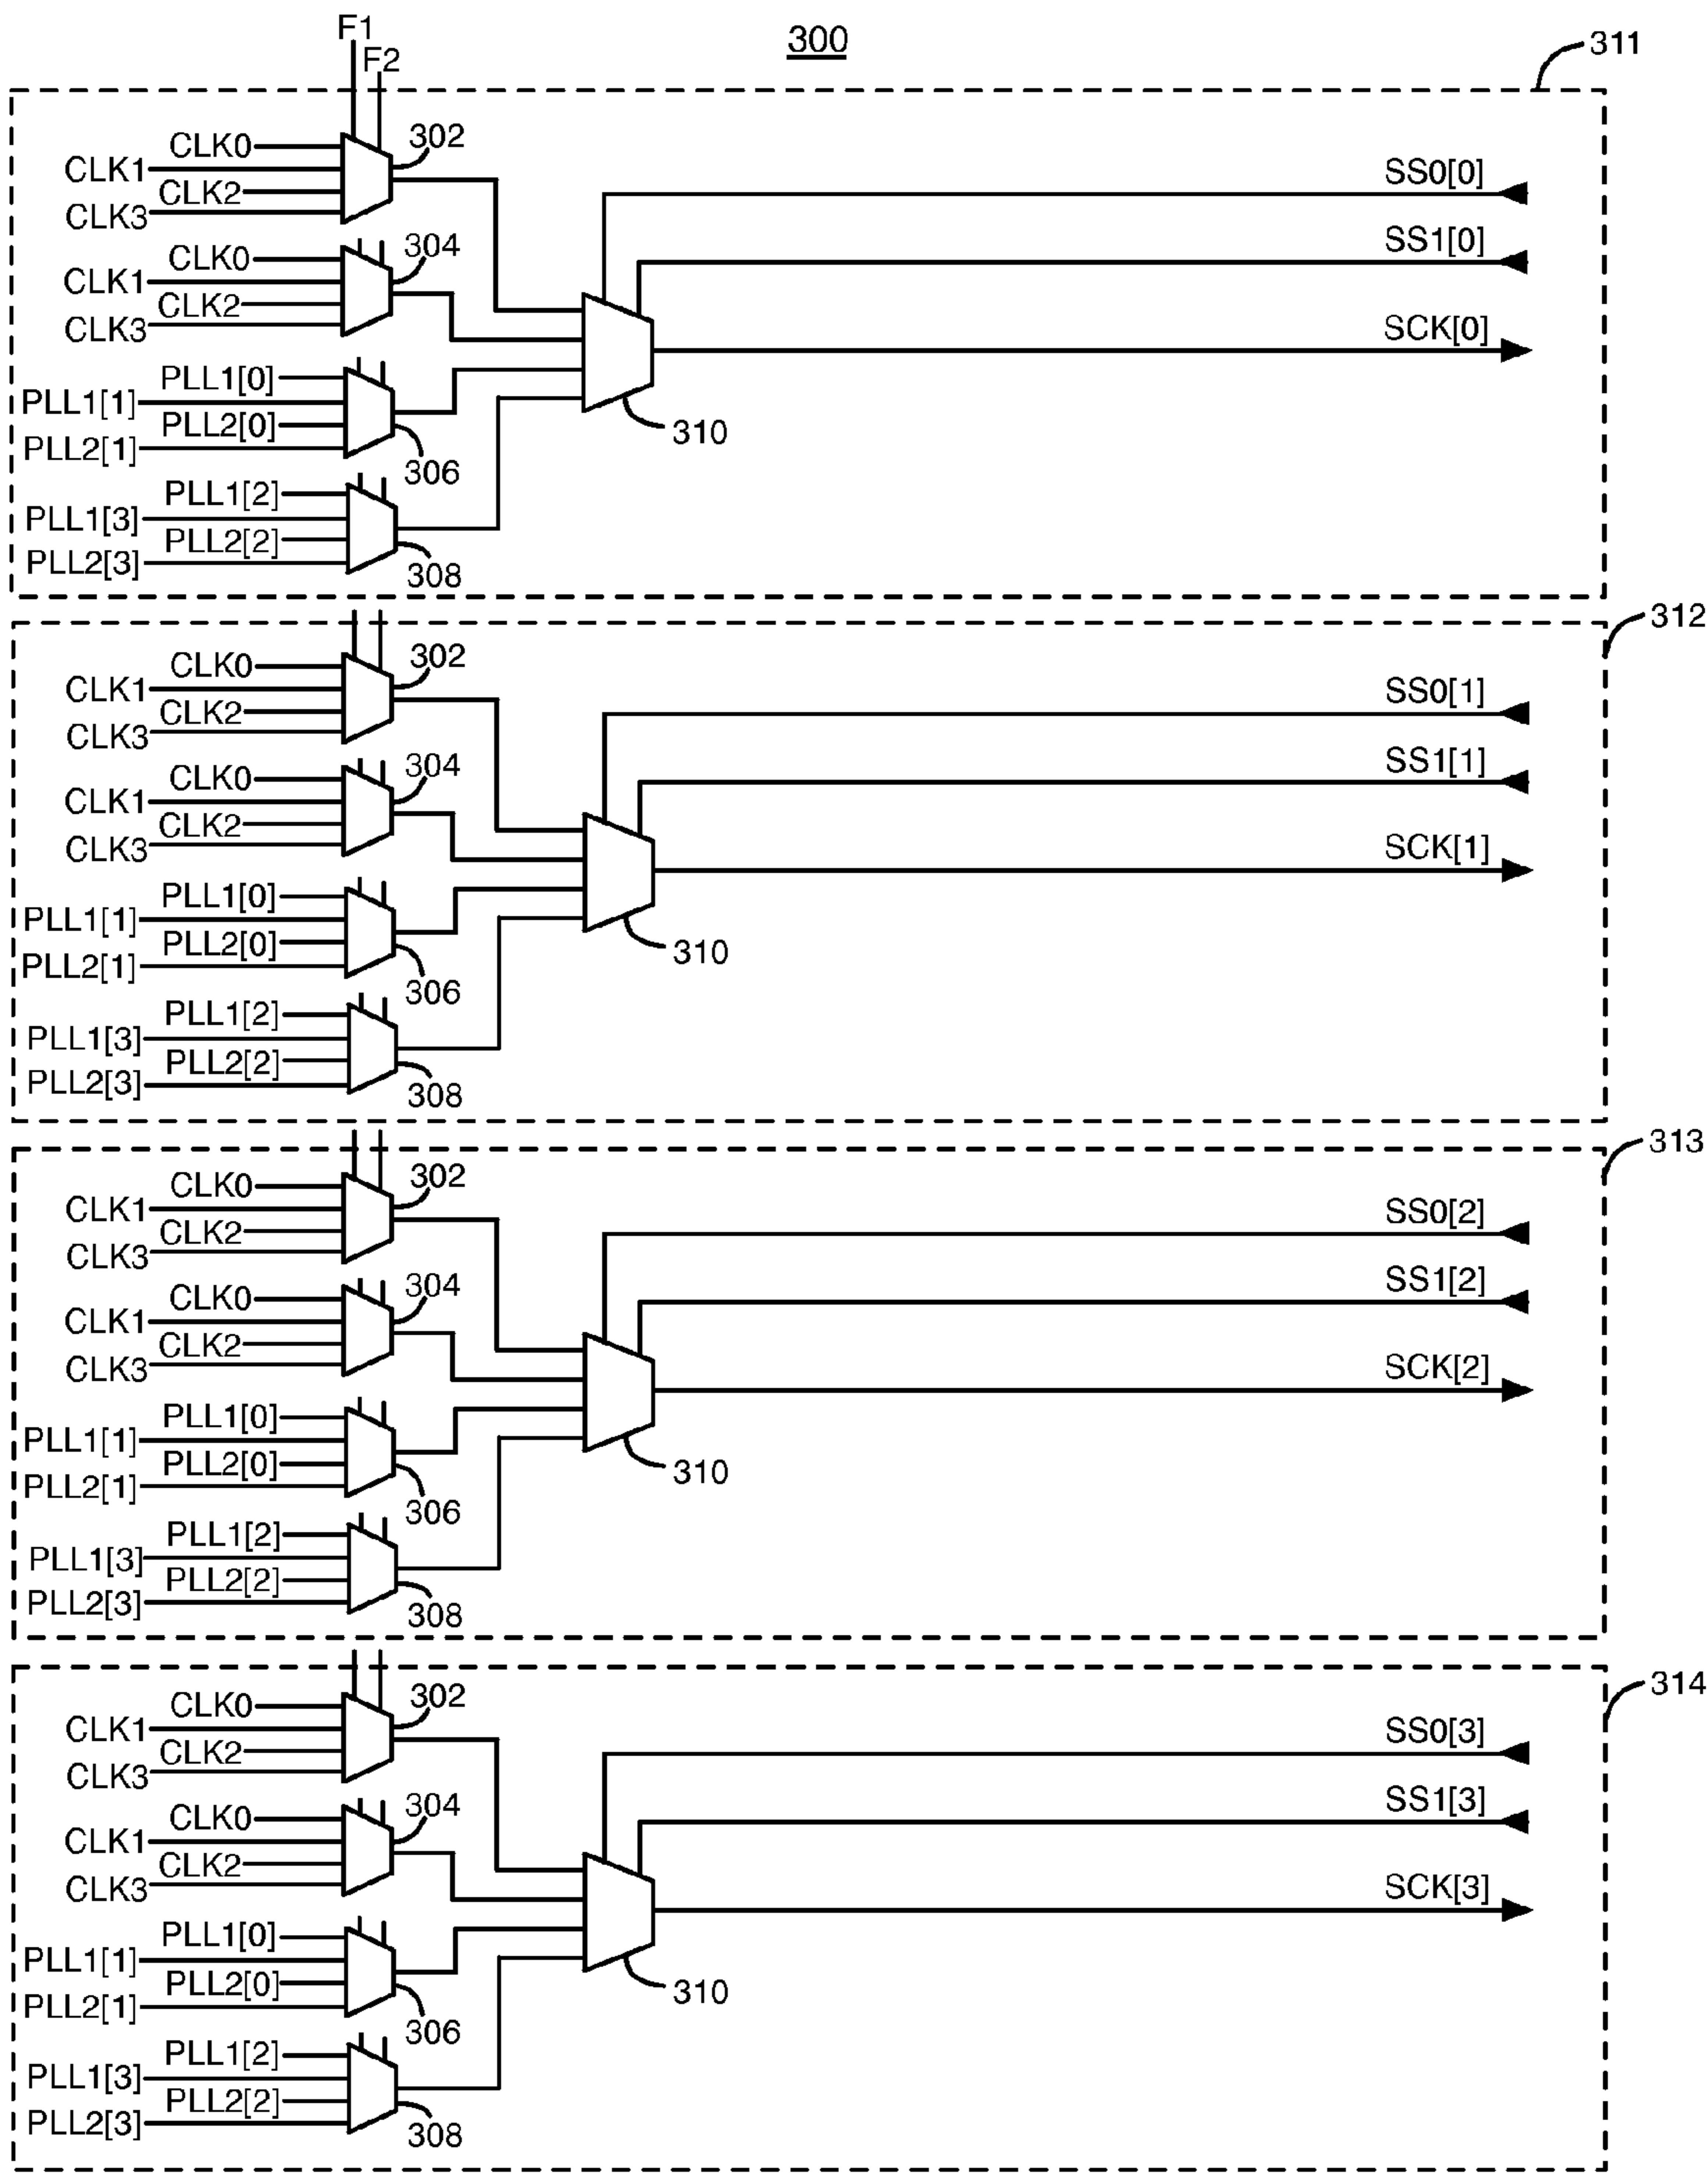 F1
F2
300
311
CLK0
302
CLK1
CLK2
CLK3
SS0[0]
CLK0
304
CLK1
CLK2
CLK3
SS1[0]
SCK[0]
PLL1[0]
PLL1[1]
PLL2[0]
PLL2[1]
306
310
PLL1[2]
PLL1[3]
PLL2[2]
PLL2[3]
308
312
CLK0
302
CLK1
CLK2
CLK3
SS0[1]
CLK0
304
CLK1
CLK2
CLK3
SS1[1]
SCK[1]
PLL1[0]
PLL1[1]
PLL2[0]
PLL2[1]
306
310
PLL1[2]
PLL1[3]
PLL2[2]
PLL2[3]
308
313
CLK0
302
CLK1
CLK2
CLK3
SS0[2]
CLK0
304
CLK1
CLK2
CLK3
SS1[2]
SCK[2]
PLL1[0]
PLL1[1]
PLL2[0]
PLL2[1]
306
310
PLL1[2]
PLL1[3]
PLL2[2]
PLL2[3]
308
314
CLK0
302
CLK1
CLK2
CLK3
SS0[3]
CLK0
304
CLK1
CLK2
CLK3
SS1[3]
SCK[3]
PLL1[0]
PLL1[1]
PLL2[0]
PLL2[1]
306
310
PLL1[2]
PLL1[3]
PLL2[2]
PLL2[3]
308